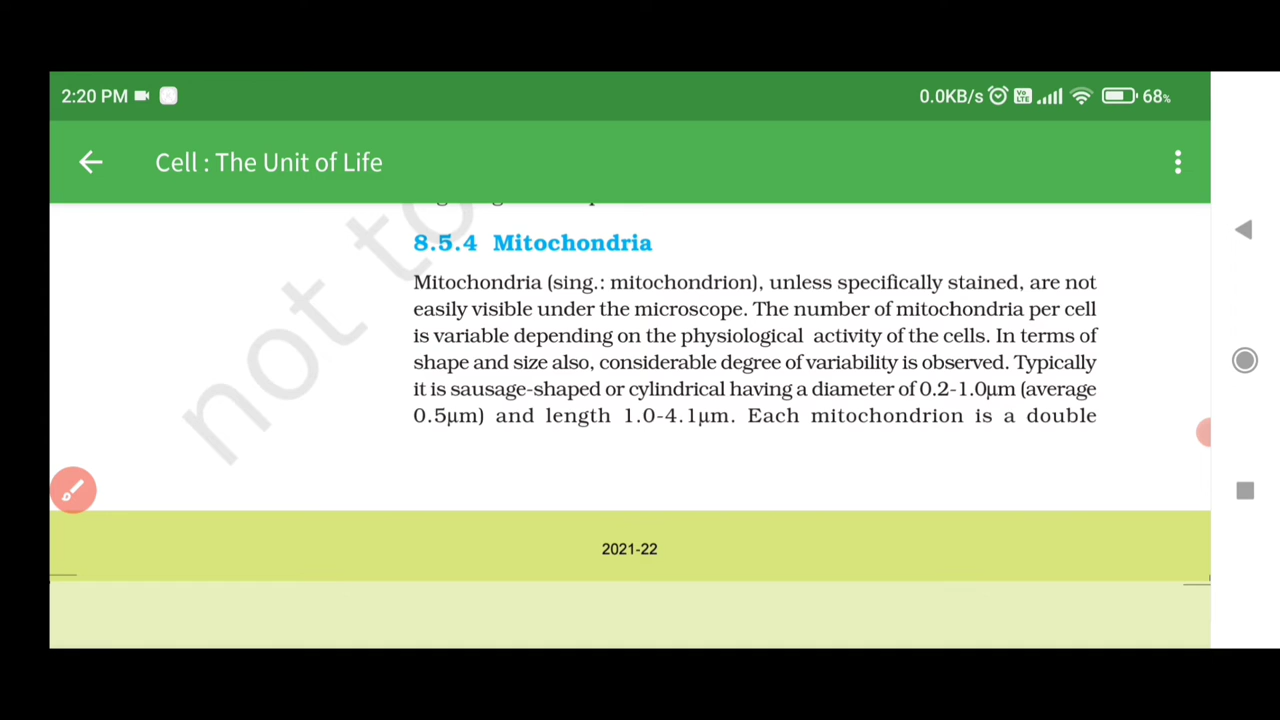 2:20 PM
0.0KB/s Vo LTE 68%
Cell : The Unit of Life
not to
8.5.4 Mitochondria
Mitochondria (sing.: mitochondrion), unless specifically stained, are not
easily visible under the microscope. The number of mitochondria per cell
is variable depending on the physiological activity of the cells. In terms of
shape and size also, considerable degree of variability is observed. Typically
it is sausage-shaped or cylindrical having a diameter of 0.2-1.0µm (average
0.5µm) and length 1.0-4.1µm. Each mitochondrion is a double
2021-22